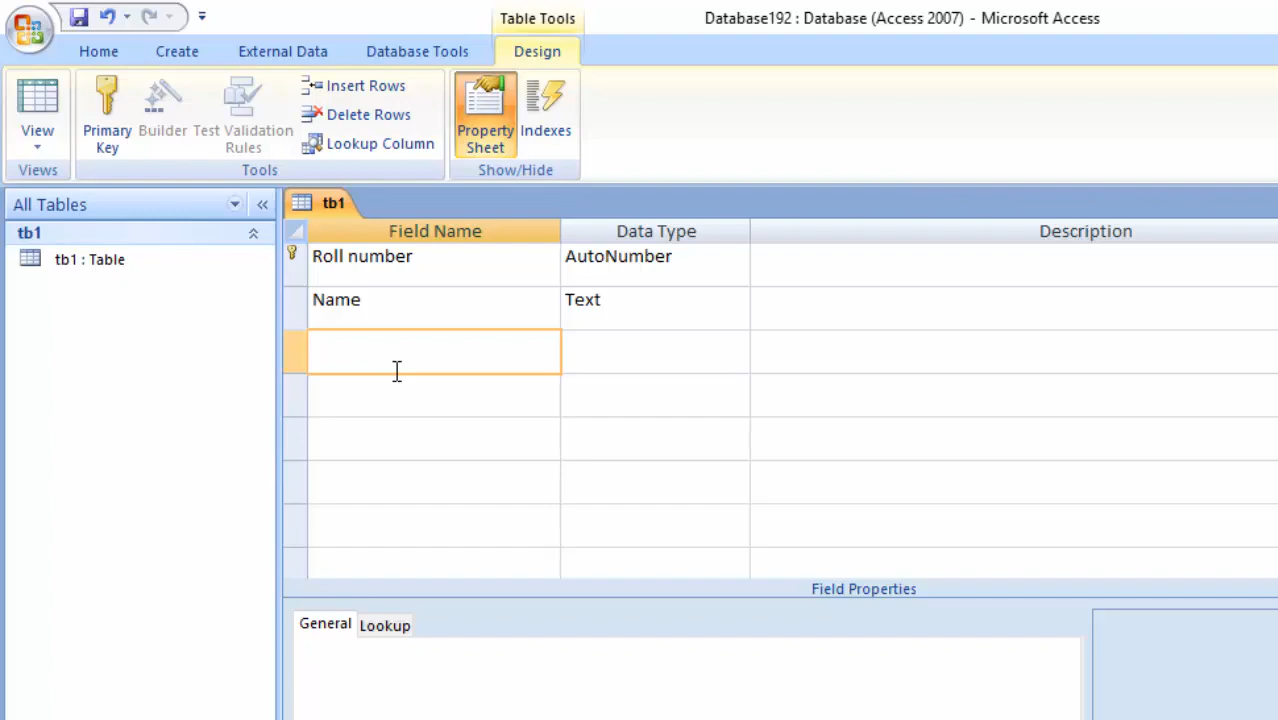 Table Tools
Database192 : Database (Access 2007) - Microsoft Access
Home
Create
External Data
Database Tools
Design
View
Primary Key
Builder
Test Validation Rules
Insert Rows
Delete Rows
Lookup Column
Property Sheet
Indexes
Views
Tools
Show/Hide
All Tables
tb1
tb1
Field Name
Data Type
Description
tb1 : Table
Roll number
AutoNumber
Name
Text
Field Properties
General
Lookup